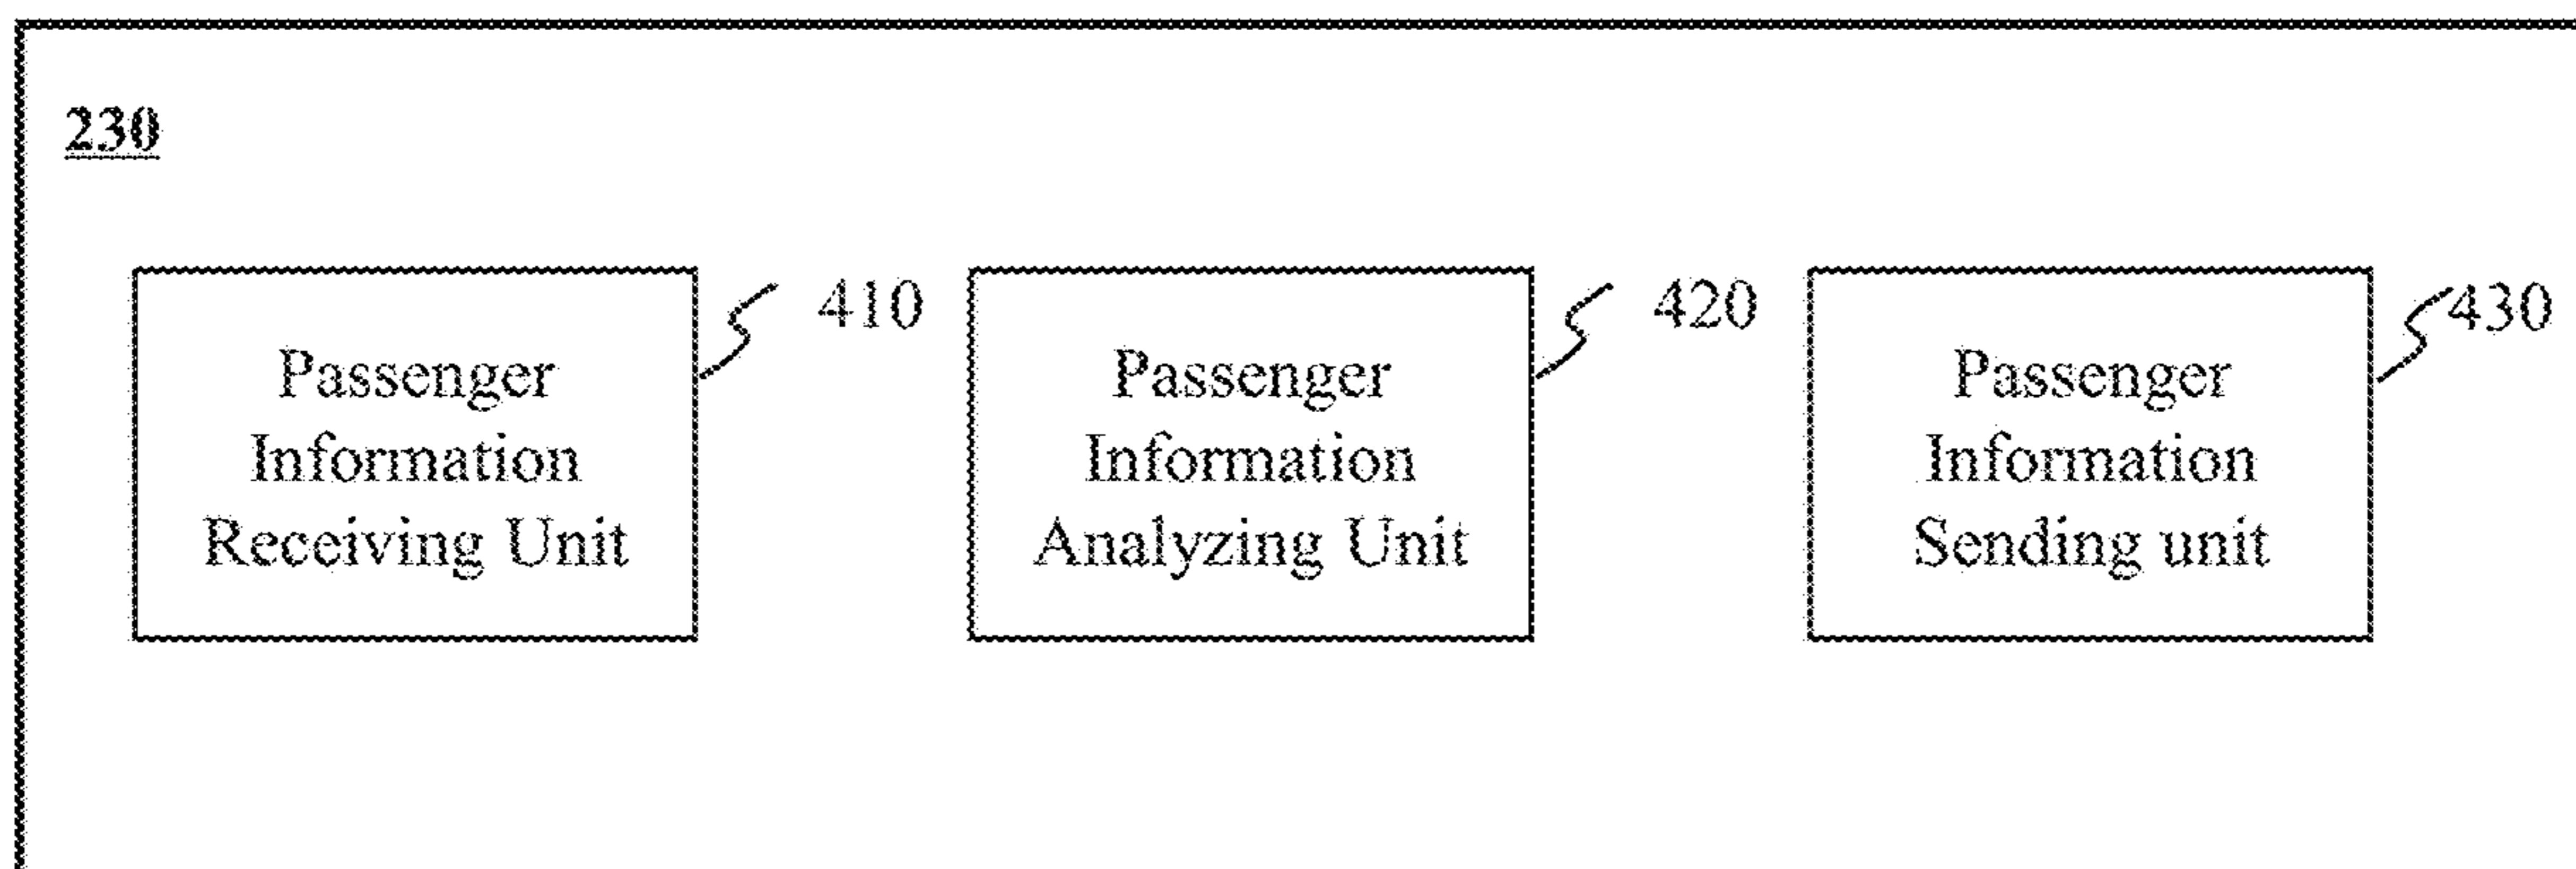 230
410
Passenger
Information
Receiving Unit
420
Passenger
Information
Analyzing Unit
430
Passenger
Information
Sending unit